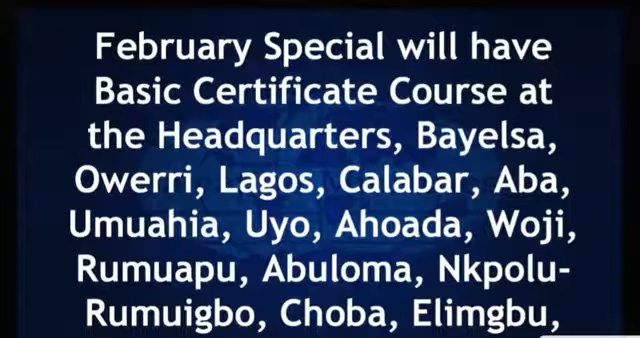 February Special will have
Basic Certificate Course at
the Headquarters, Bayelsa,
Owerri, Lagos, Calabar, Aba,
Umuahia, Uyo, Ahoada, Woji,
Rumuapu, Abuloma, Nkpolu-
Rumuigbo, Choba, Elimgbu,